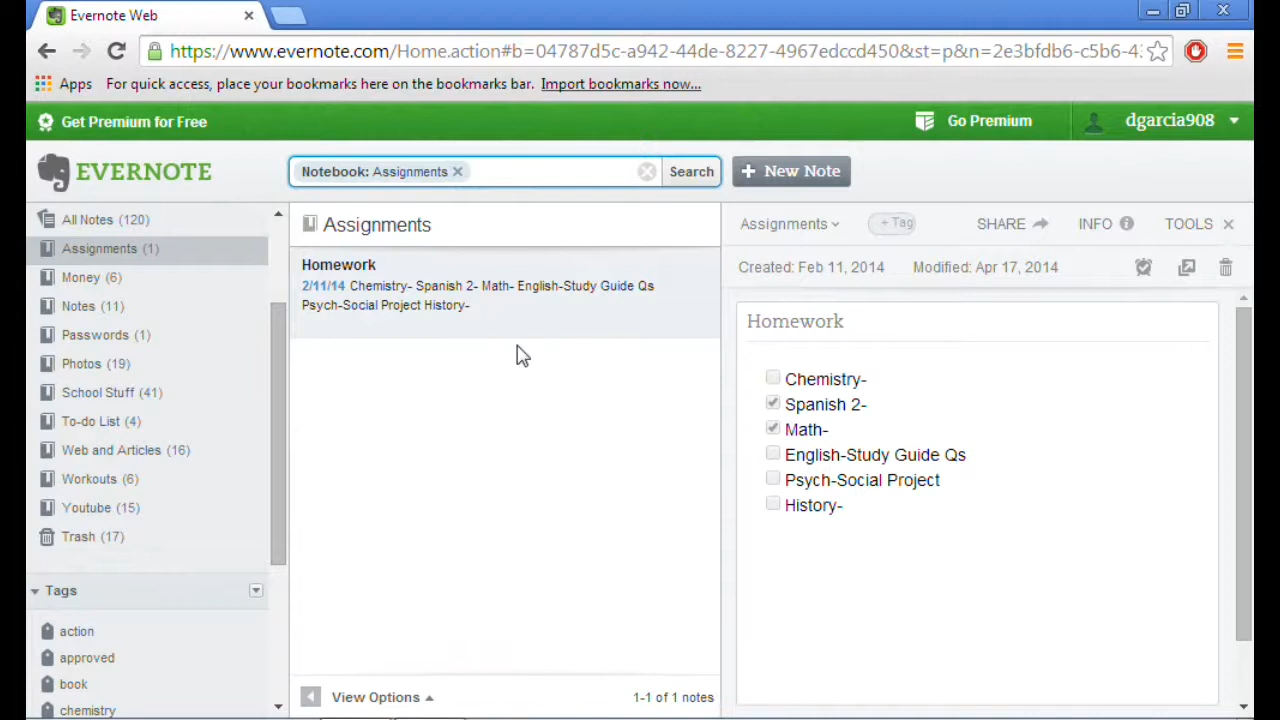 Evernote Web
https://www.evernote.com/Home.action#b=04787d5c-a942-44de-8227-4967edccd450&st=p&n=2e3bfdb6-c5b6-4
Apps For quick access, place your bookmarks here on the bookmarks bar. Import bookmarks now...
Get Premium for Free
Go Premium
dgarcia908
EVERNOTE
Notebook: Assignments
Search
+ New Note
All Notes (120)
Assignments (1)
Money (6)
Notes (11)
Passwords (1)
Photos (19)
School Stuff (41)
To-do List (4)
Web and Articles (16)
Workouts (6)
Youtube (15)
Trash (17)
Tags
action
approved
book
chemistry
Assignments
Homework
2/11/14 Chemistry- Spanish 2- Math- English-Study Guide Qs
Psych-Social Project History-
View Options
1-1 of 1 notes
Assignments
+ Tag
SHARE
INFO
TOOLS
Created: Feb 11, 2014 Modified: Apr 17, 2014
Homework
Chemistry-
Spanish 2-
Math-
English-Study Guide Qs
Psych-Social Project
History-